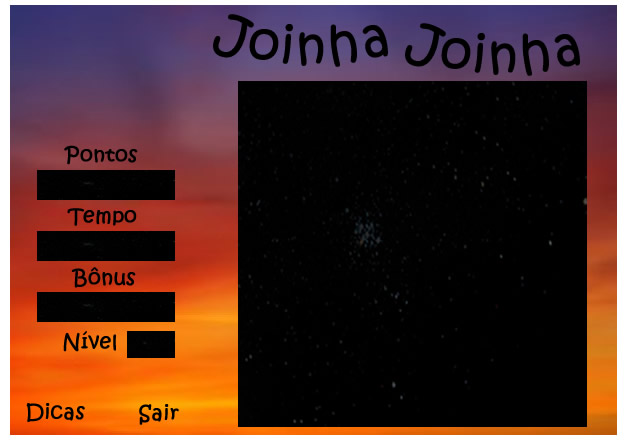 Joinha Joinha
Pontos
Tempo
Bônus
Nível
Dicas Sair